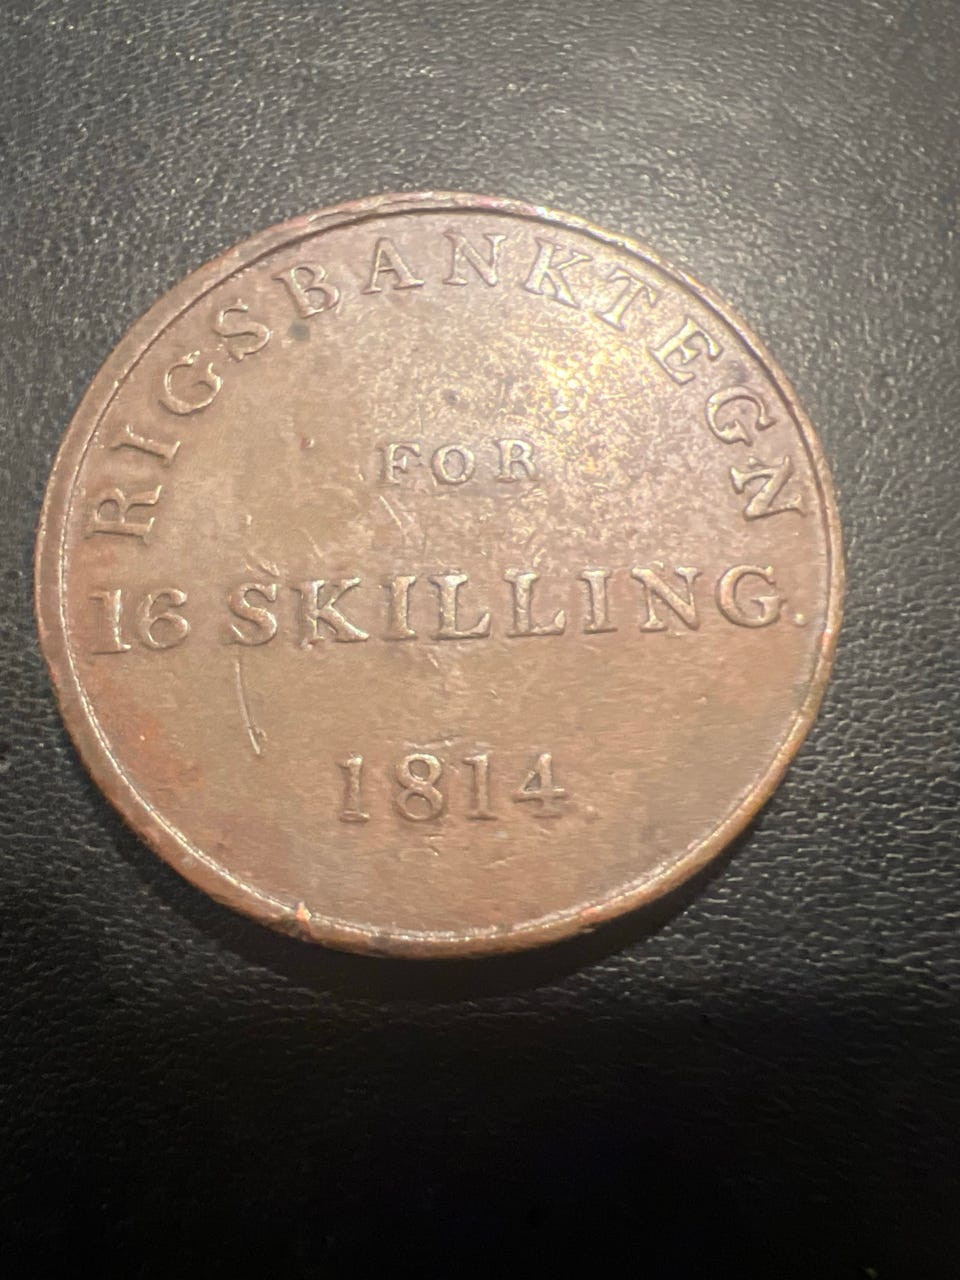 RIGSBANKTEGN
FOR
16 SKILLING.
1814